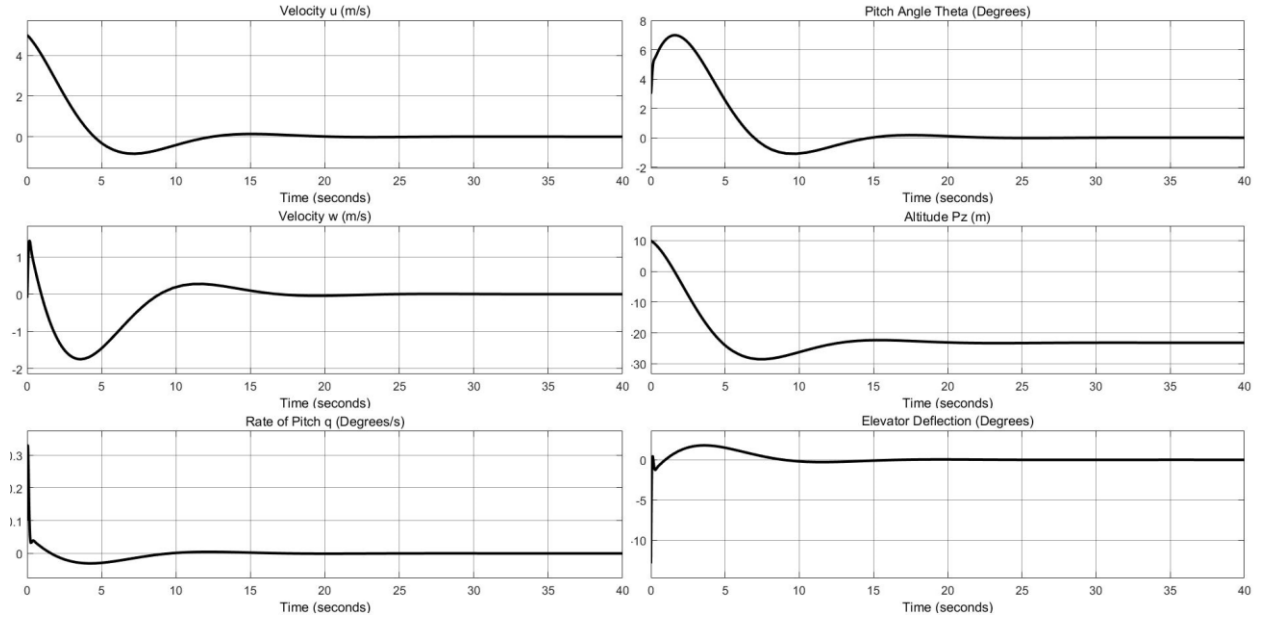 Velocity u (m/s)
4
2
0
0 5 10 15 20 25 30 35 40
Time (seconds)
Pitch Angle Theta (Degrees)
8
6
4
2
0
-2
0 5 10 15 20 25 30 35 40
Time (seconds)
Velocity w (m/s)
1
0
-1
-2
0 5 10 15 20 25 30 35 40
Time (seconds)
Altitude Pz (m)
10
0
-10
-20
-30
0 5 10 15 20 25 30 35 40
Time (seconds)
Rate of Pitch q (Degrees/s)
).3
).2
).1
0
0 5 10 15 20 25 30 35 40
Time (seconds)
Elevator Deflection (Degrees)
0
-5
-10
0 5 10 15 20 25 30 35 40
Time (seconds)